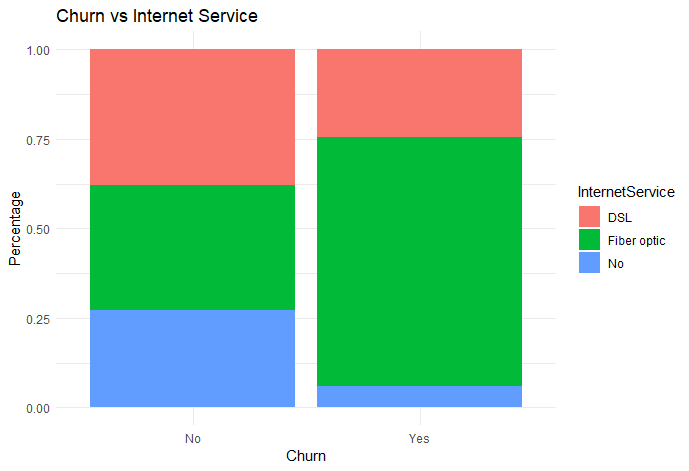 Churn vs Internet Service
Percentage
1.00
0.75
0.50
0.25
0.00
No
Yes
Churn
InternetService
DSL
Fiber optic
No